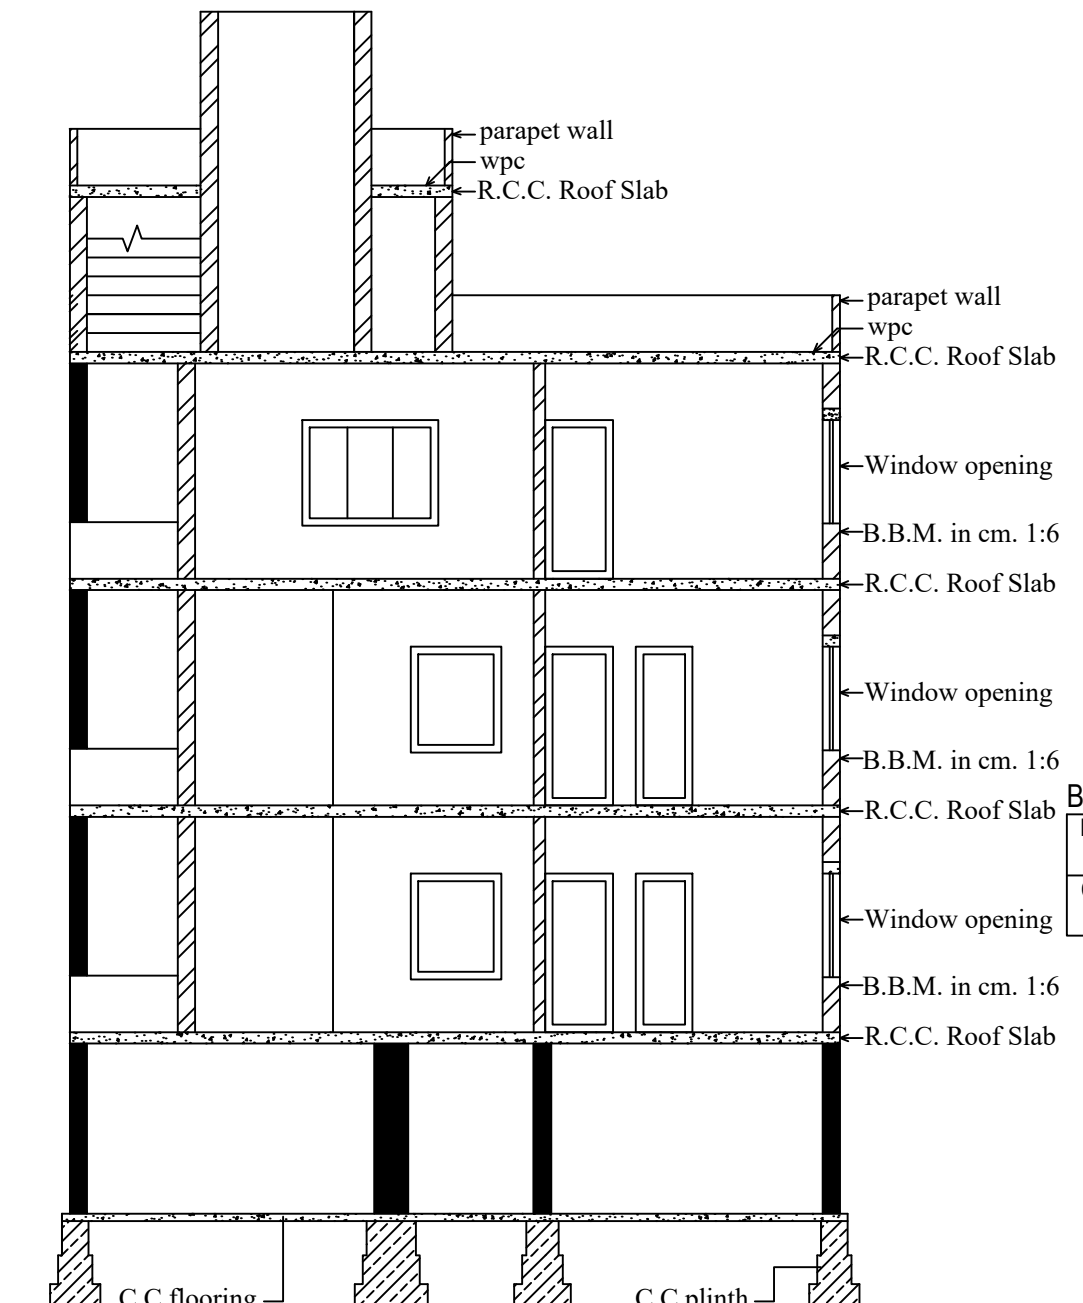 parapet wall
wpc
R.C.C. Roof Slab
parapet wall
wpc
R.C.C. Roof Slab
Window opening
B.B.M. in cm. 1:6
R.C.C. Roof Slab
Window opening
B.B.M. in cm. 1:6
R.C.C. Roof Slab
B
Window opening
B.B.M. in cm. 1:6
R.C.C. Roof Slab
C.C flooring
C.C plinth